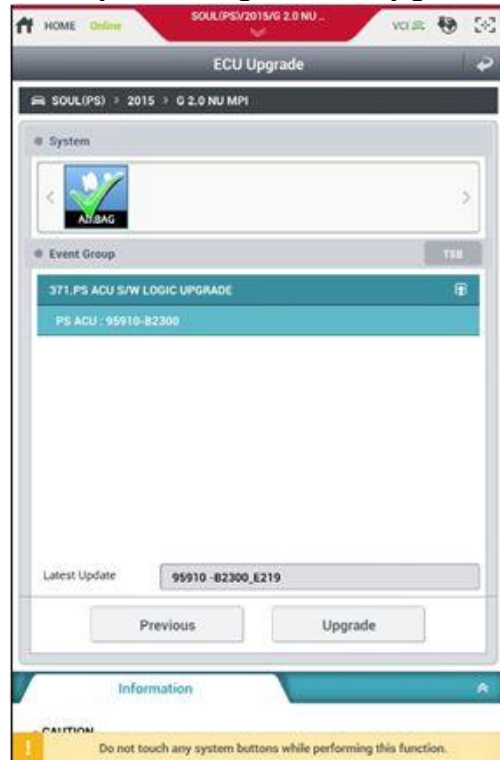 HOME Online SOUL(PS)/2015/G 2.0 NU ... VCI
ECU Upgrade
SOUL(PS) > 2015 > G 2.0 NU MPI
System
AIRBAG
Event Group TSB
371.PS ACU S/W LOGIC UPGRADE
PS ACU : 95910-B2300
Latest Update 95910 -B2300_E219
Previous Upgrade
Information
CAUTION
Do not touch any system buttons while performing this function.